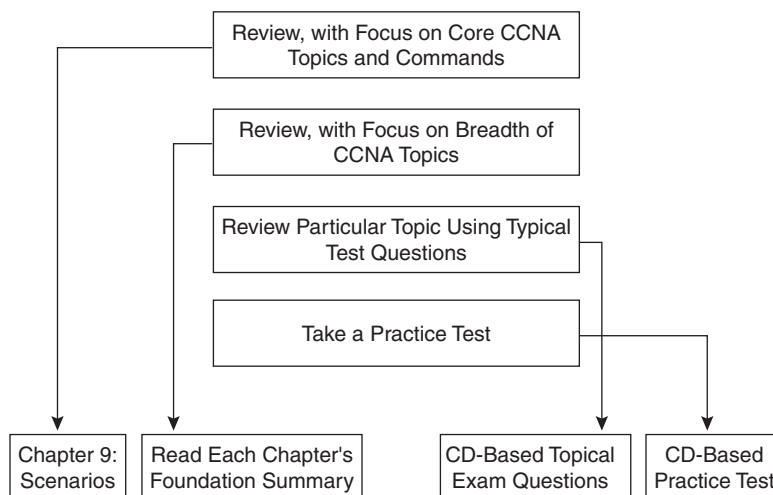 Review, with Focus on Core CCNA
Topics and Commands
Review, with Focus on Breadth of
CCNA Topics
Review Particular Topic Using Typical
Test Questions
Take a Practice Test
Chapter 9:
Scenarios
Read Each Chapter's
Foundation Summary
CD-Based Topical
Exam Questions
CD-Based
Practice Test